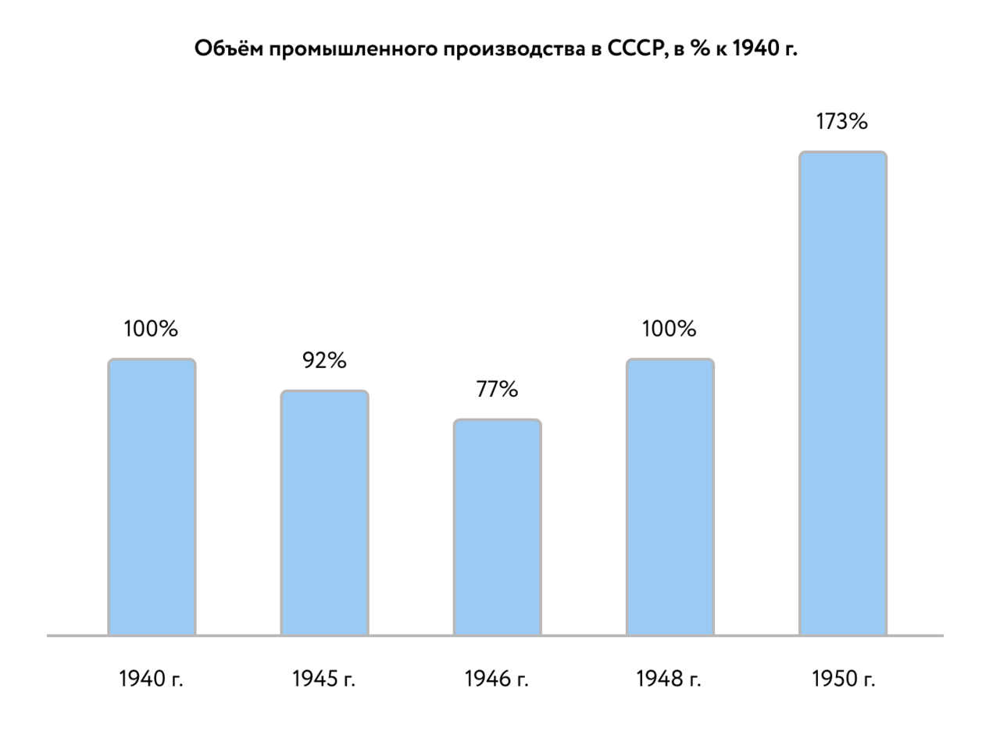 Объём промышленного производства в СССР, в % к 1940 г.
173%
100%
92%
77%
100%
1940 г.
1945 г.
1946 г.
1948 г.
1950 г.